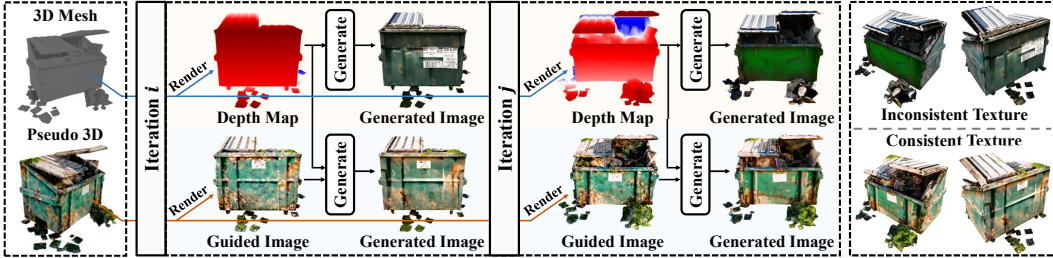 3D Mesh
Pseudo 3D
Iteration i
Render
Depth Map
Generate
Generated Image
Render
Guided Image
Generate
Generated Image
Iteration j
Render
Depth Map
Generate
Generated Image
Render
Guided Image
Generate
Generated Image
Inconsistent Texture
Consistent Texture